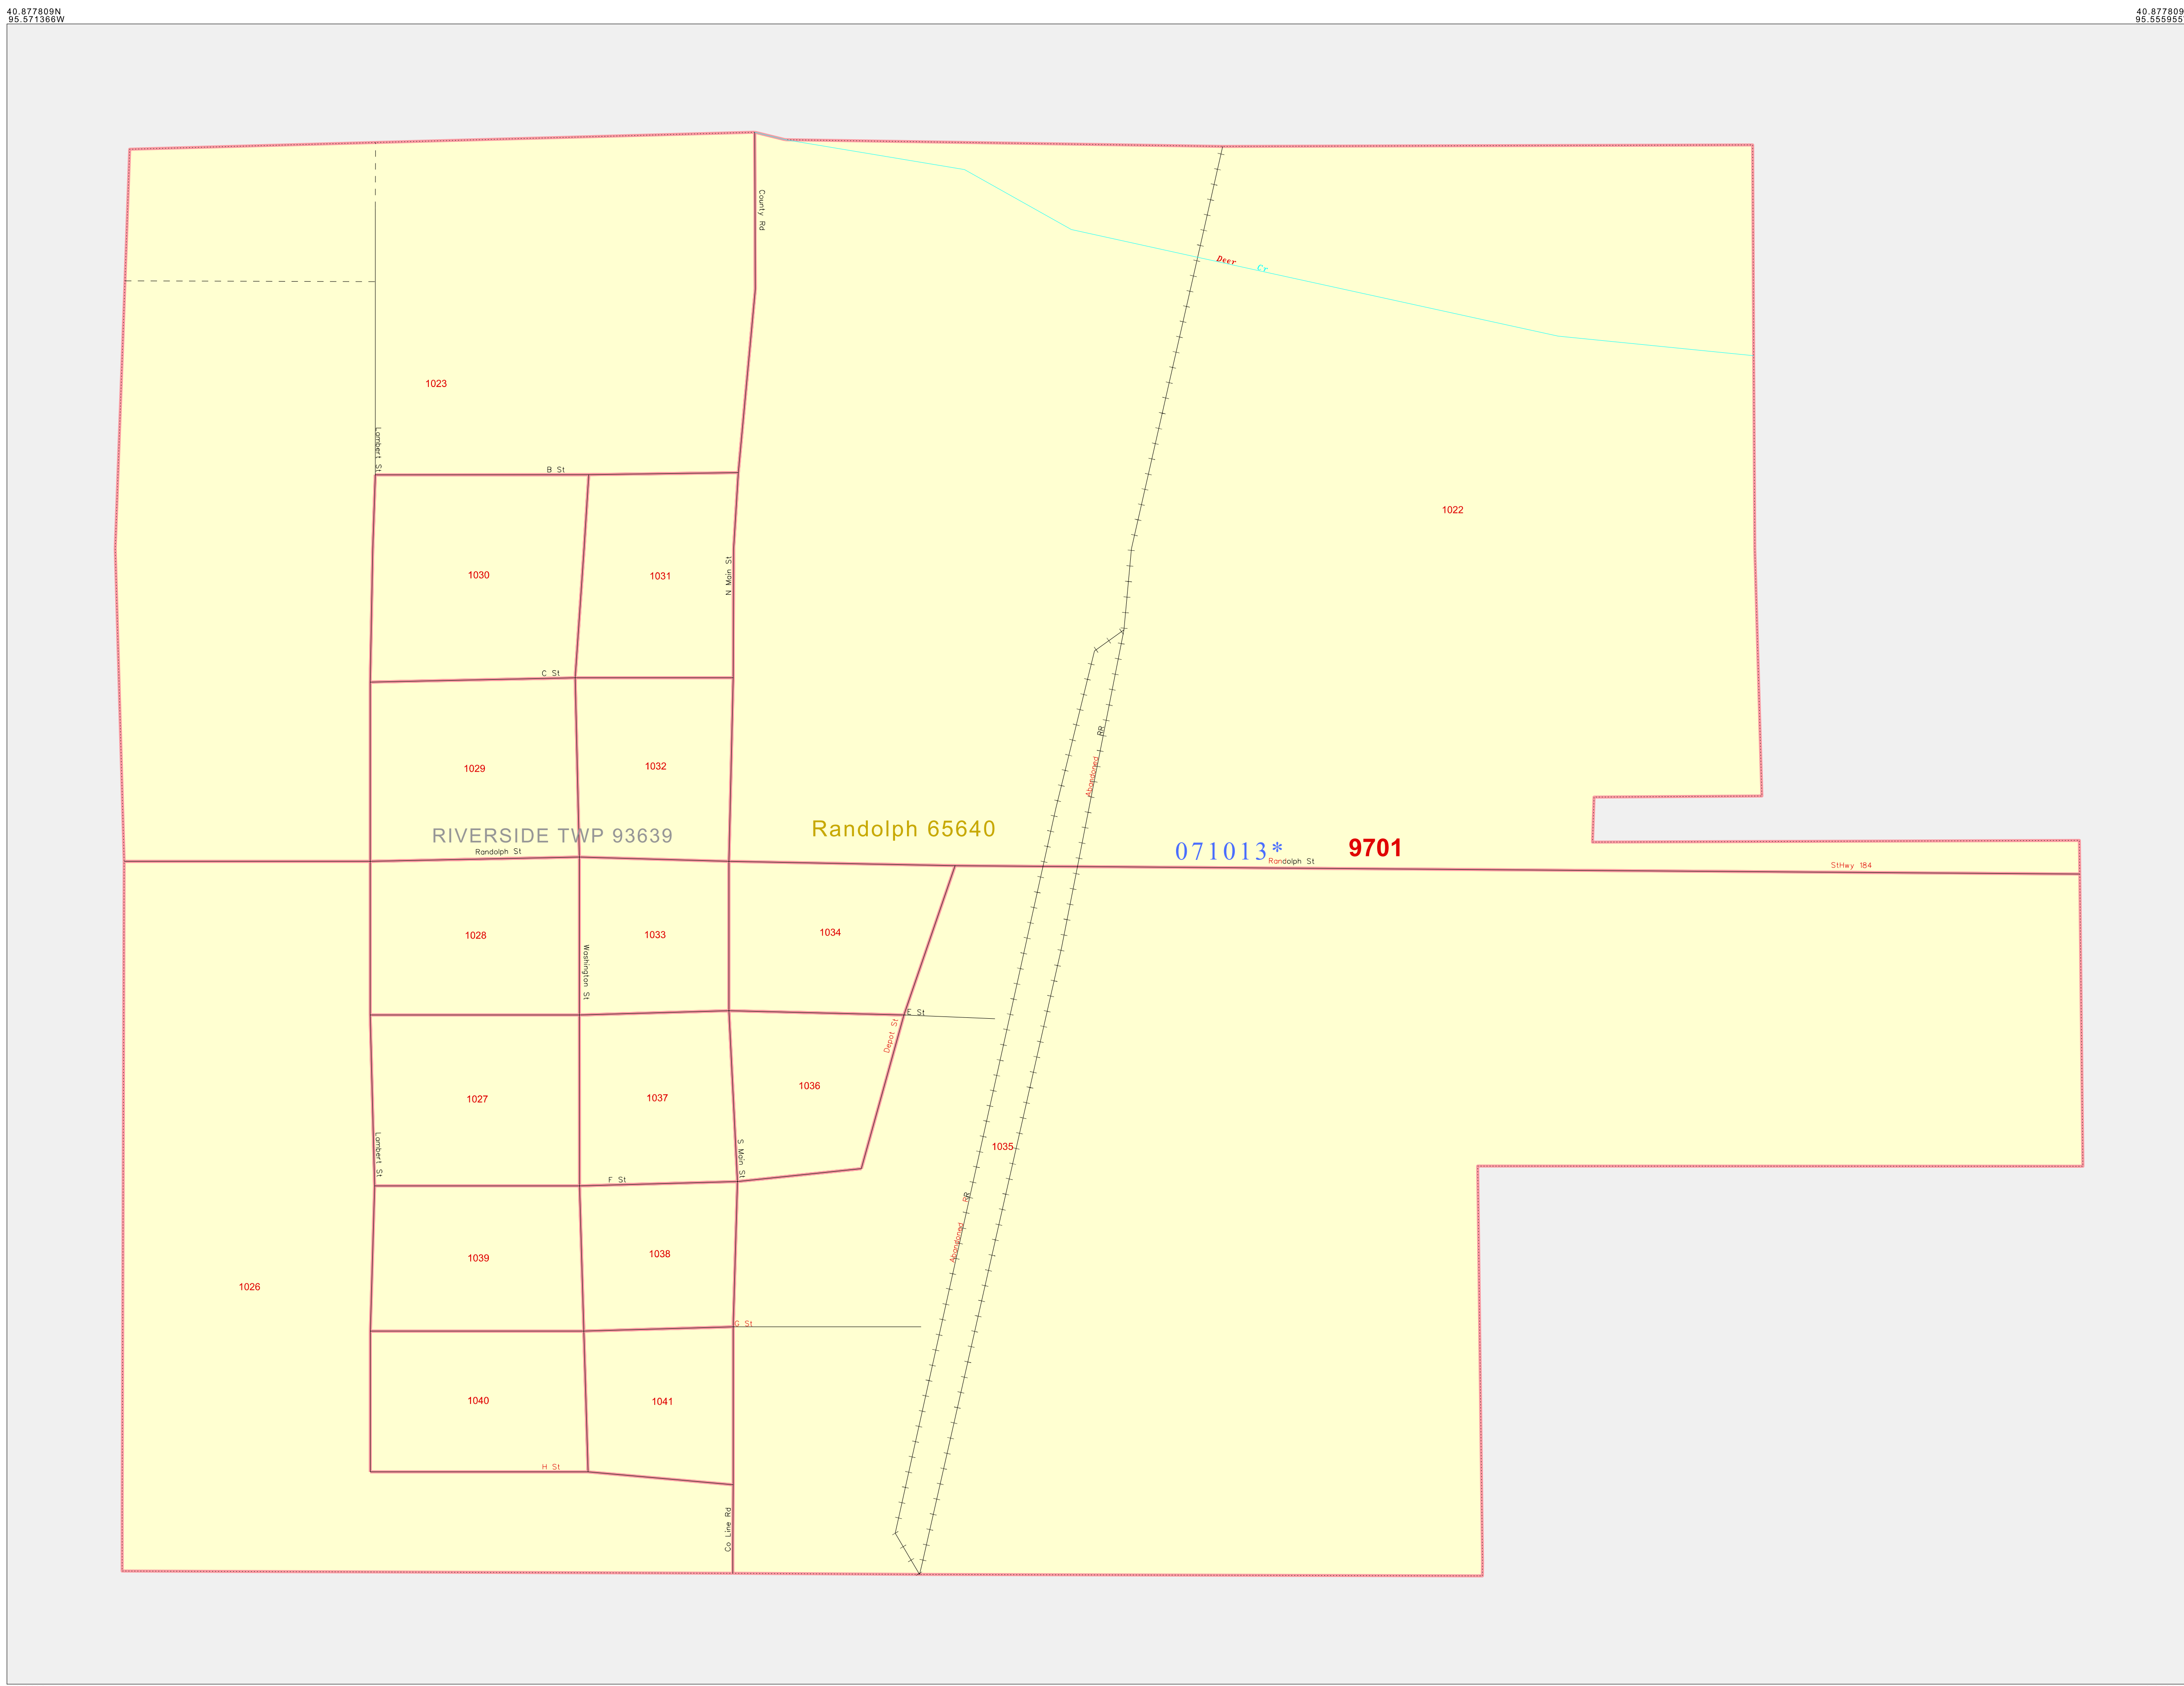 40.877809N
95.571366W
40.877809
95.555955
County Rd
Deer Cr
1023
Lambert St
B St
1022
1030
1031
N Main St
C St
RR
Abandoned
1029
1032
RIVERSIDE TWP 93639
Randolph 65640
071013*
9701
Randolph St
Randolph St
StHwy 184
1028
1033
1034
Washington St
E St
Depot St
1027
1037
1036
Lambert St
S Main St
1035
F St
Abandoned RR
1039
1038
1026
G St
1040
1041
H St
Co Line Rd